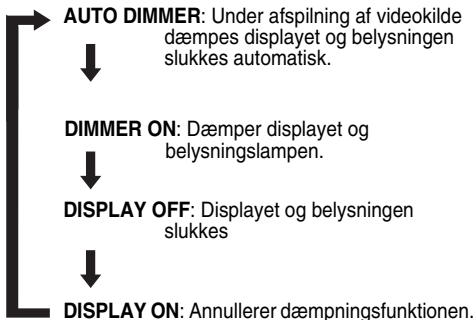 AUTO DIMMER: Under afspilning af videokilde
dæmpes displayet og belysningen
slukkes automatisk.
DIMMER ON: Dæmper displayet og
belysningslampen.
DISPLAY OFF: Displayet og belysningen
slukkes
DISPLAY ON: Annullerer dæmpningsfunktionen.